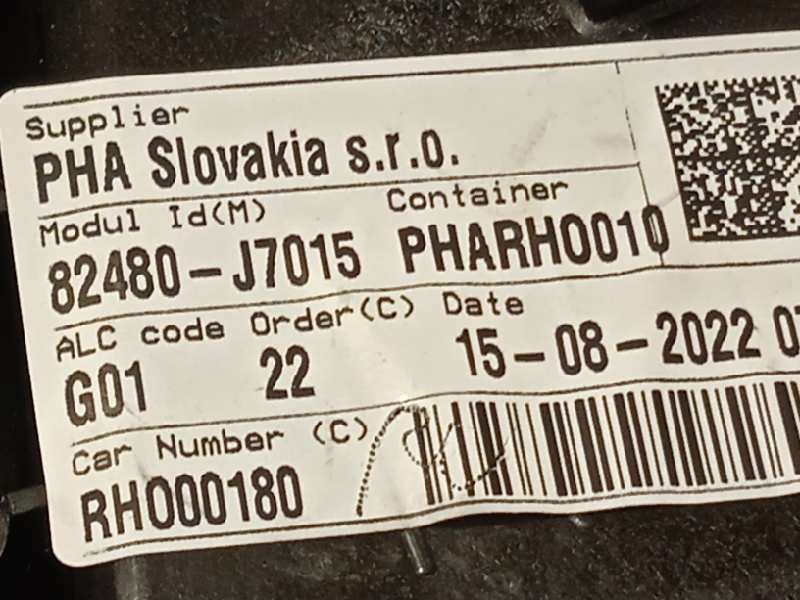 Supplier
PHA Slovakia s.r.o.
Modul Id(M) Container
82480-J7015 PHARH0010
ALC code Order(C) Date
G01 22 15-08-2022
Car Number (C)
RH000180